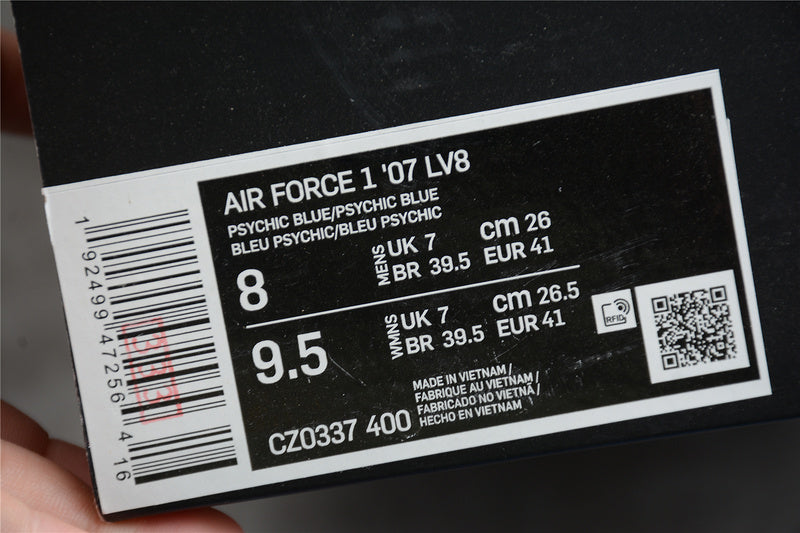 AIR FORCE 1 '07 LV8
PSYCHIC BLUE/PSYCHIC BLUE
BLEU PSYCHIC/BLEU PSYCHIC
8
MENS
UK 7
cm 26
BR 39.5
EUR 41
9.5
WMNS
UK 7
cm 26.5
BR 39.5
EUR 41
RFID
MADE IN VIETNAM /
FABRIQUE AU VIETNAM /
FABRICADO NO VIETNÃ /
HECHO EN VIETNAM
CZ0337 400
1 92499 47256 4 16
353